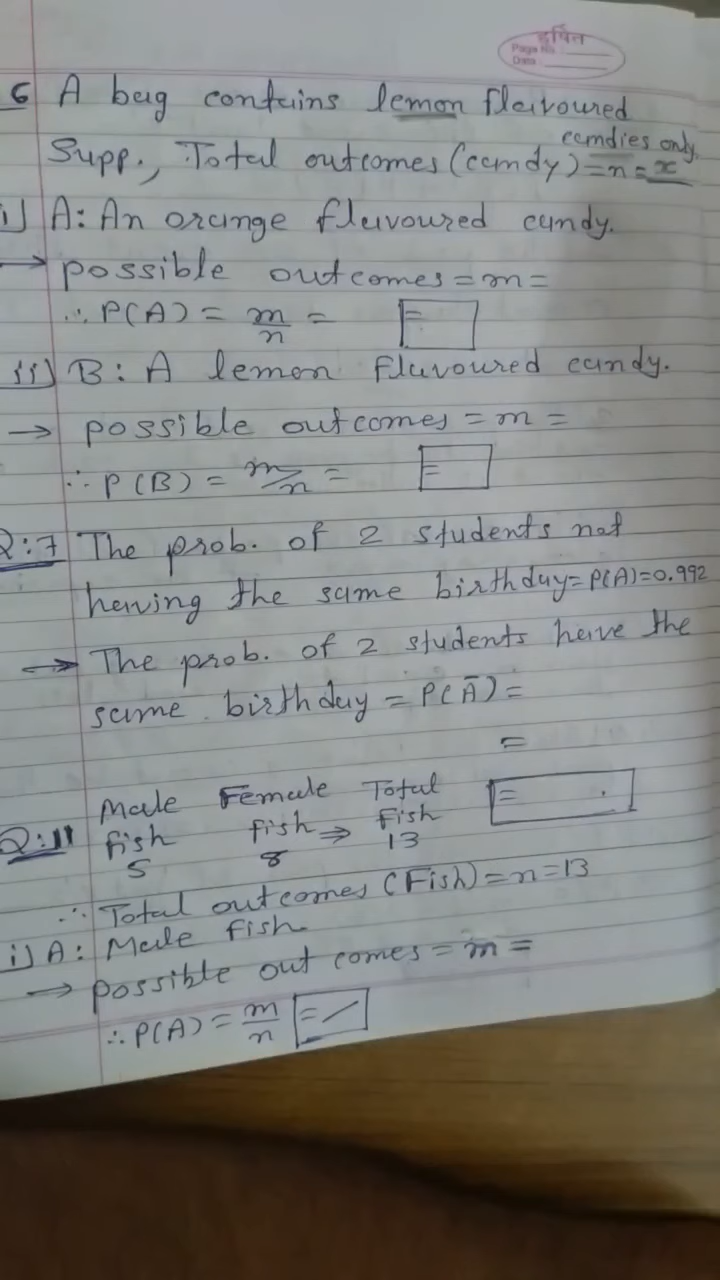 हर्षित
Page No.
Date
6 A bag contains lemon flavoured
candies only.
Supp., Total outcomes (candy) = n = x
i) A: An orange flavoured candy.
→ possible outcomes = m =
∴ P(A) = m/n = =
ii) B: A lemon flavoured candy.
→ possible outcomes = m =
∴ P(B) = m/n = =
Q:7 The prob. of 2 students not
having the same birthday = P(A) = 0.992
→ The prob. of 2 students have the
same birthday = P(Ā) =
=
=
Male Female Total
Q:11 fish fish ⇒ fish
5 8 13
∴ Total outcomes (Fish) = n = 13
i) A: Male fish.
→ possible out comes = m =
∴ P(A) = m/n =